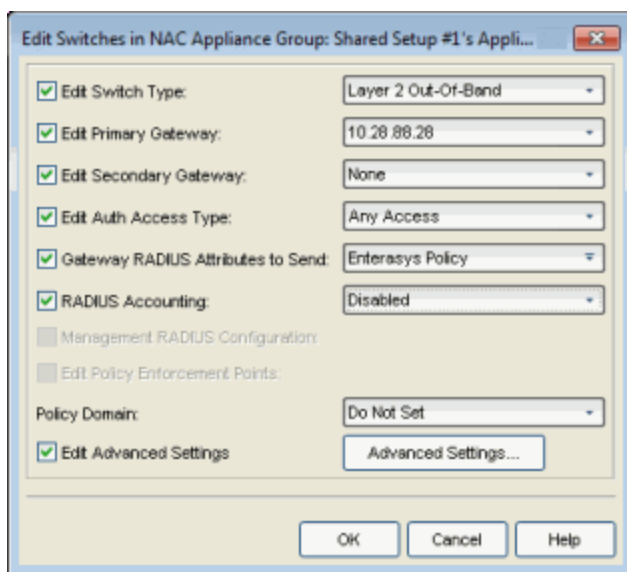 Edit Switches in NAC Appliance Group: Shared Setup #1's Appli...
Edit Switch Type: Layer 2 Out-Of-Band
Edit Primary Gateway: 10.28.88.28
Edit Secondary Gateway: None
Edit Auth Access Type: Any Access
Gateway RADIUS Attributes to Send: Enterasys Policy
RADIUS Accounting: Disabled
Management RADIUS Configuration:
Edit Policy Enforcement Points:
Policy Domain: Do Not Set
Edit Advanced Settings Advanced Settings...
OK Cancel Help